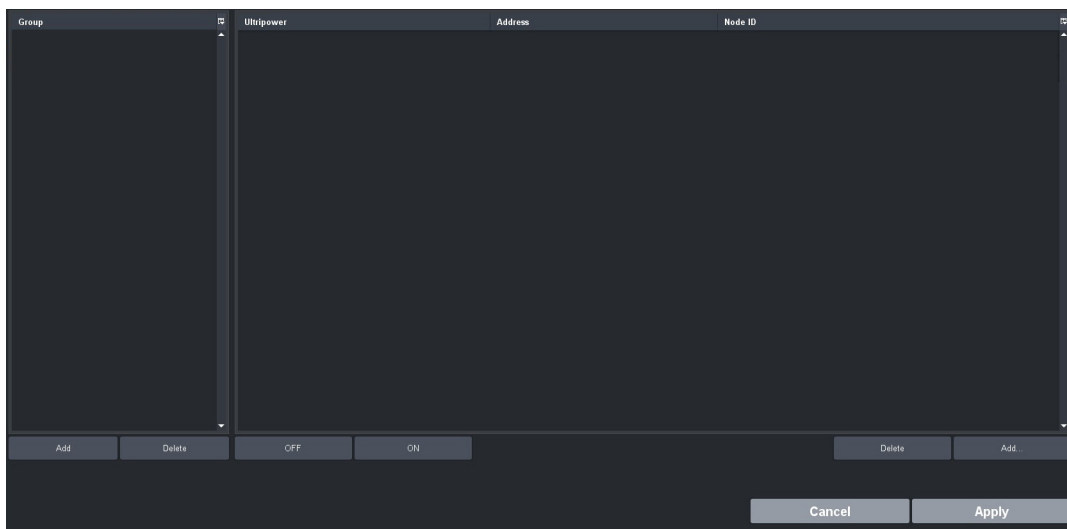 Group Ultripower Address Node ID
Add Delete OFF ON Delete Add...
Cancel Apply